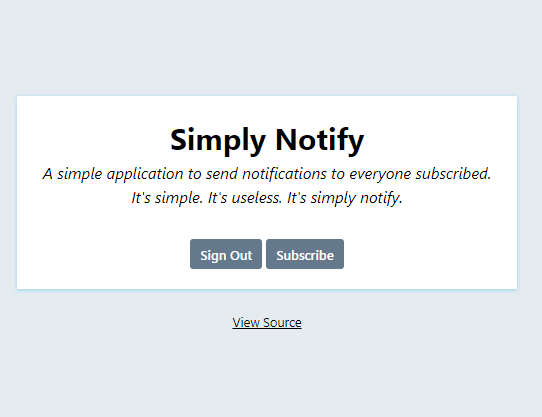 Simply Notify
A simple application to send notifications to everyone subscribed.
It's simple. It's useless. It's simply notify.
Sign Out Subscribe
View Source